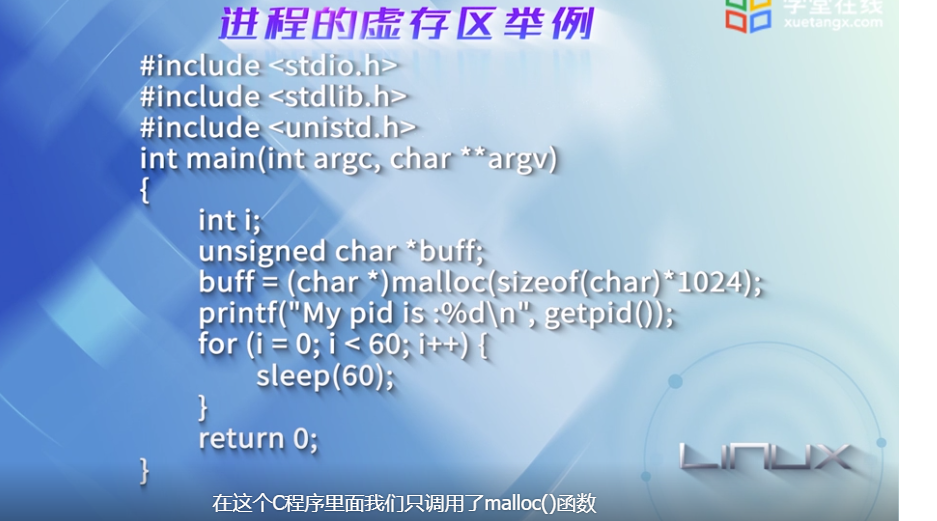 进程的虚存区举例
学堂在线
xuetangx.com
#include <stdio.h>
#include <stdlib.h>
#include <unistd.h>
int main(int argc, char **argv)
{
int i;
unsigned char *buff;
buff = (char *)malloc(sizeof(char)*1024);
printf("My pid is :%d\n", getpid());
for (i = 0; i < 60; i++) {
sleep(60);
}
return 0;
}
LINUX
在这个C程序里面我们只调用了malloc()函数